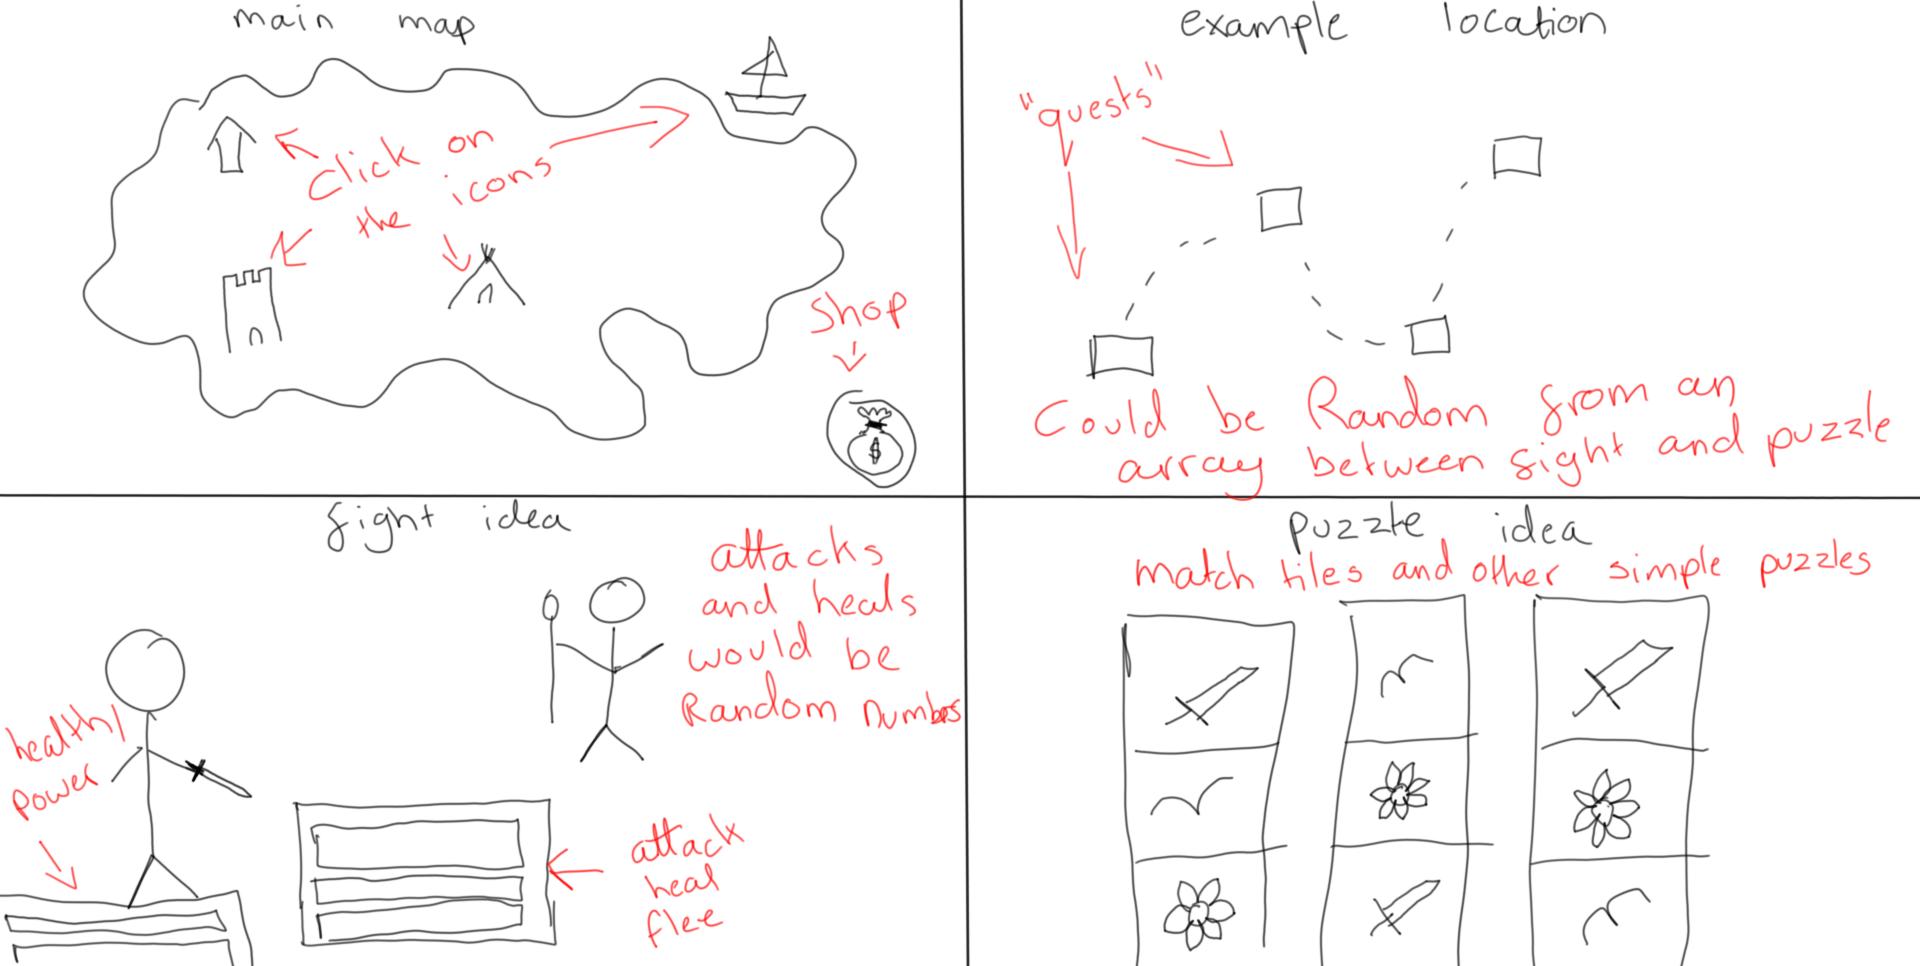 main map
Click on
the icons
Shop
$
example location
"quests"
Could be Random from an
array between fight and puzzle
fight idea
attacks
and heals
would be
Random numbers
health/
power
attack
heal
flee
puzzle idea
match tiles and other simple puzzles